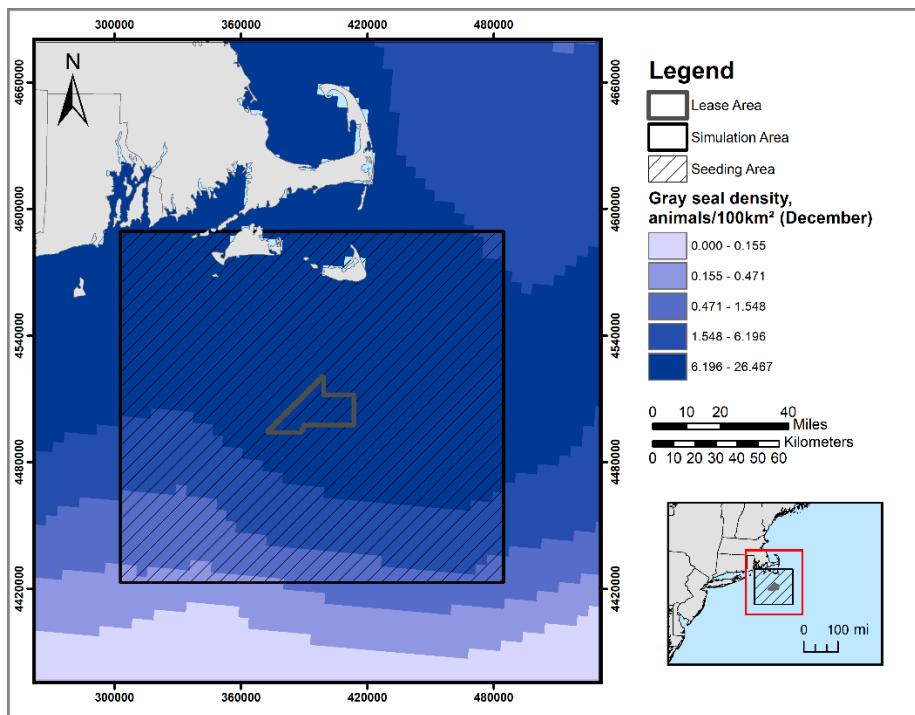 300000 360000 420000 480000
4660000 4660000
N
4600000 4600000
4540000 4540000
4480000 4480000
4420000 4420000
300000 360000 420000 480000
Legend
Lease Area
Simulation Area
Seeding Area
Gray seal density,
animals/100km² (December)
0.000 - 0.155
0.155 - 0.471
0.471 - 1.548
1.548 - 6.196
6.196 - 26.467
0 10 20 40
Miles
Kilometers
0 10 20 30 40 50 60
0 100 mi